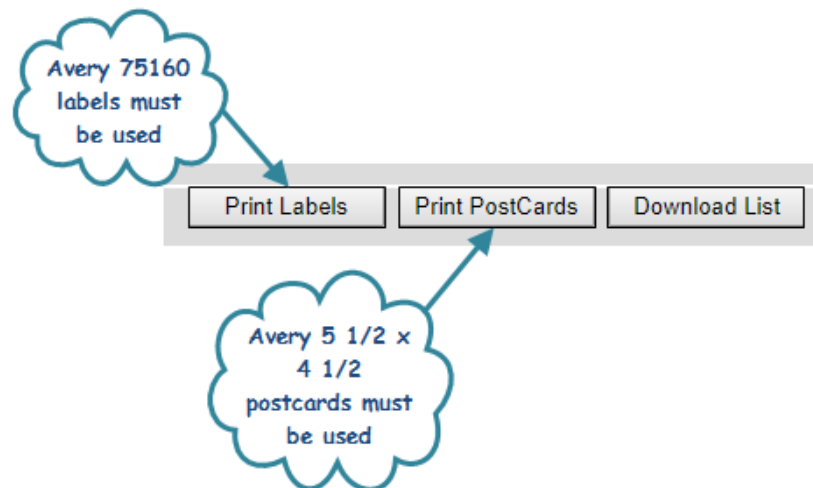 Avery 75160
labels must
be used
Print Labels
Print PostCards
Download List
Avery 5 1/2 x
4 1/2
postcards must
be used